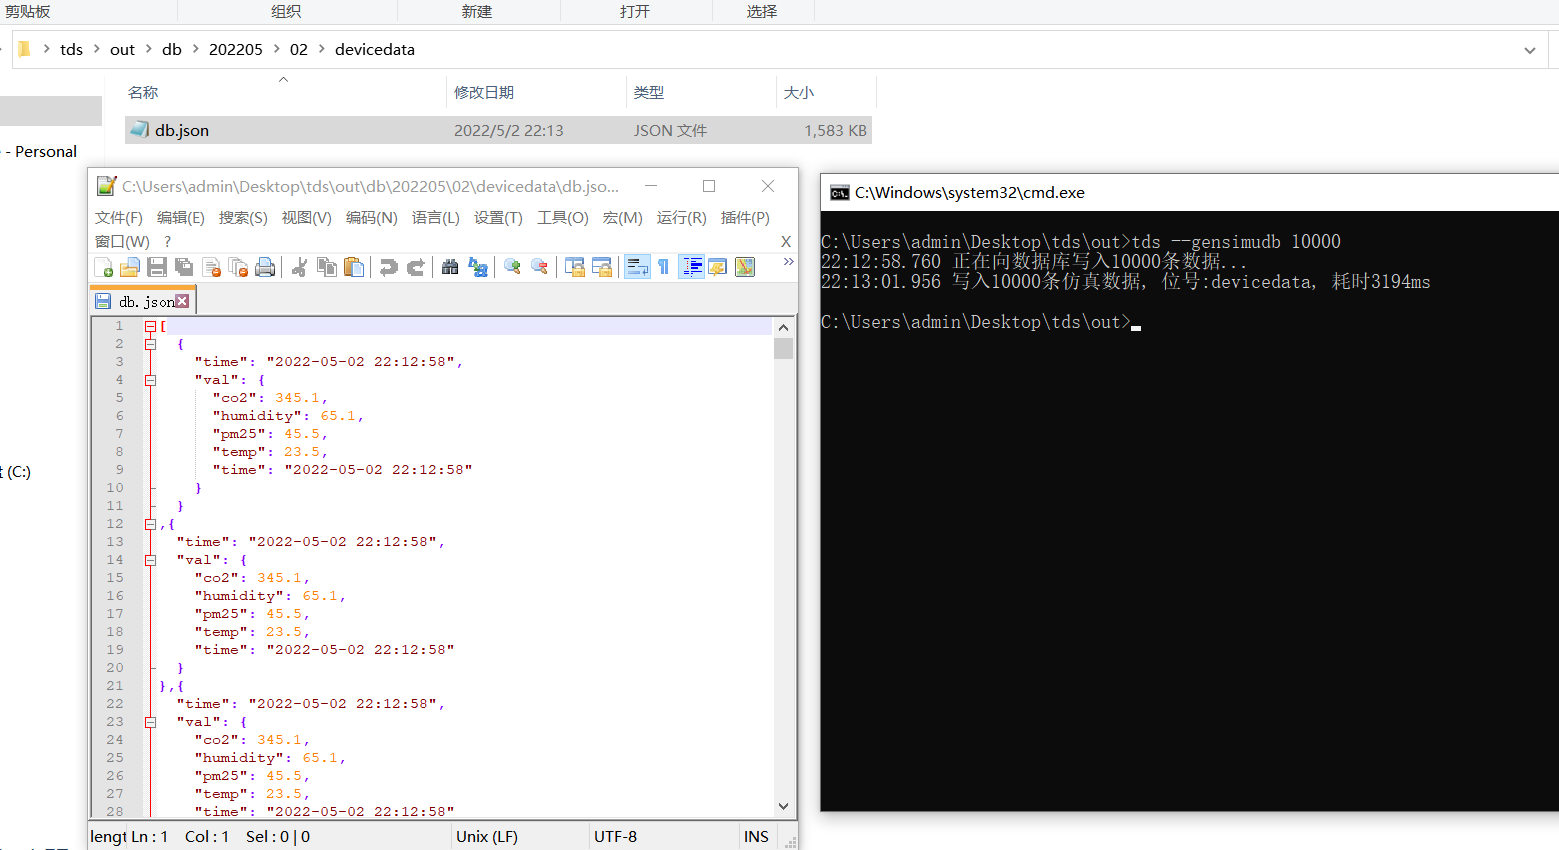 剪贴板 组织 新建 打开 选择
tds out db 202205 02 devicedata
名称 修改日期 类型 大小
db.json 2022/5/2 22:13 JSON 文件 1,583 KB
- Personal
(C:)
C:\Users\admin\Desktop\tds\out\db\202205\02\devicedata\db.jso...
文件(F) 编辑(E) 搜索(S) 视图(V) 编码(N) 语言(L) 设置(T) 工具(O) 宏(M) 运行(R) 插件(P)
窗口(W) ? X
db.json
1 [
2 {
3 "time": "2022-05-02 22:12:58",
4 "val": {
5 "co2": 345.1,
6 "humidity": 65.1,
7 "pm25": 45.5,
8 "temp": 23.5,
9 "time": "2022-05-02 22:12:58"
10 }
11 }
12 ,{
13 "time": "2022-05-02 22:12:58",
14 "val": {
15 "co2": 345.1,
16 "humidity": 65.1,
17 "pm25": 45.5,
18 "temp": 23.5,
19 "time": "2022-05-02 22:12:58"
20 }
21 },{
22 "time": "2022-05-02 22:12:58",
23 "val": {
24 "co2": 345.1,
25 "humidity": 65.1,
26 "pm25": 45.5,
27 "temp": 23.5,
28 "time": "2022-05-02 22:12:58"
lengt Ln : 1 Col : 1 Sel : 0 | 0 Unix (LF) UTF-8 INS
C:\Windows\system32\cmd.exe
C:\Users\admin\Desktop\tds\out>tds --gensimudb 10000
22:12:58.760 正在向数据库写入10000条数据...
22:13:01.956 写入10000条仿真数据, 位号:devicedata, 耗时3194ms
C:\Users\admin\Desktop\tds\out>